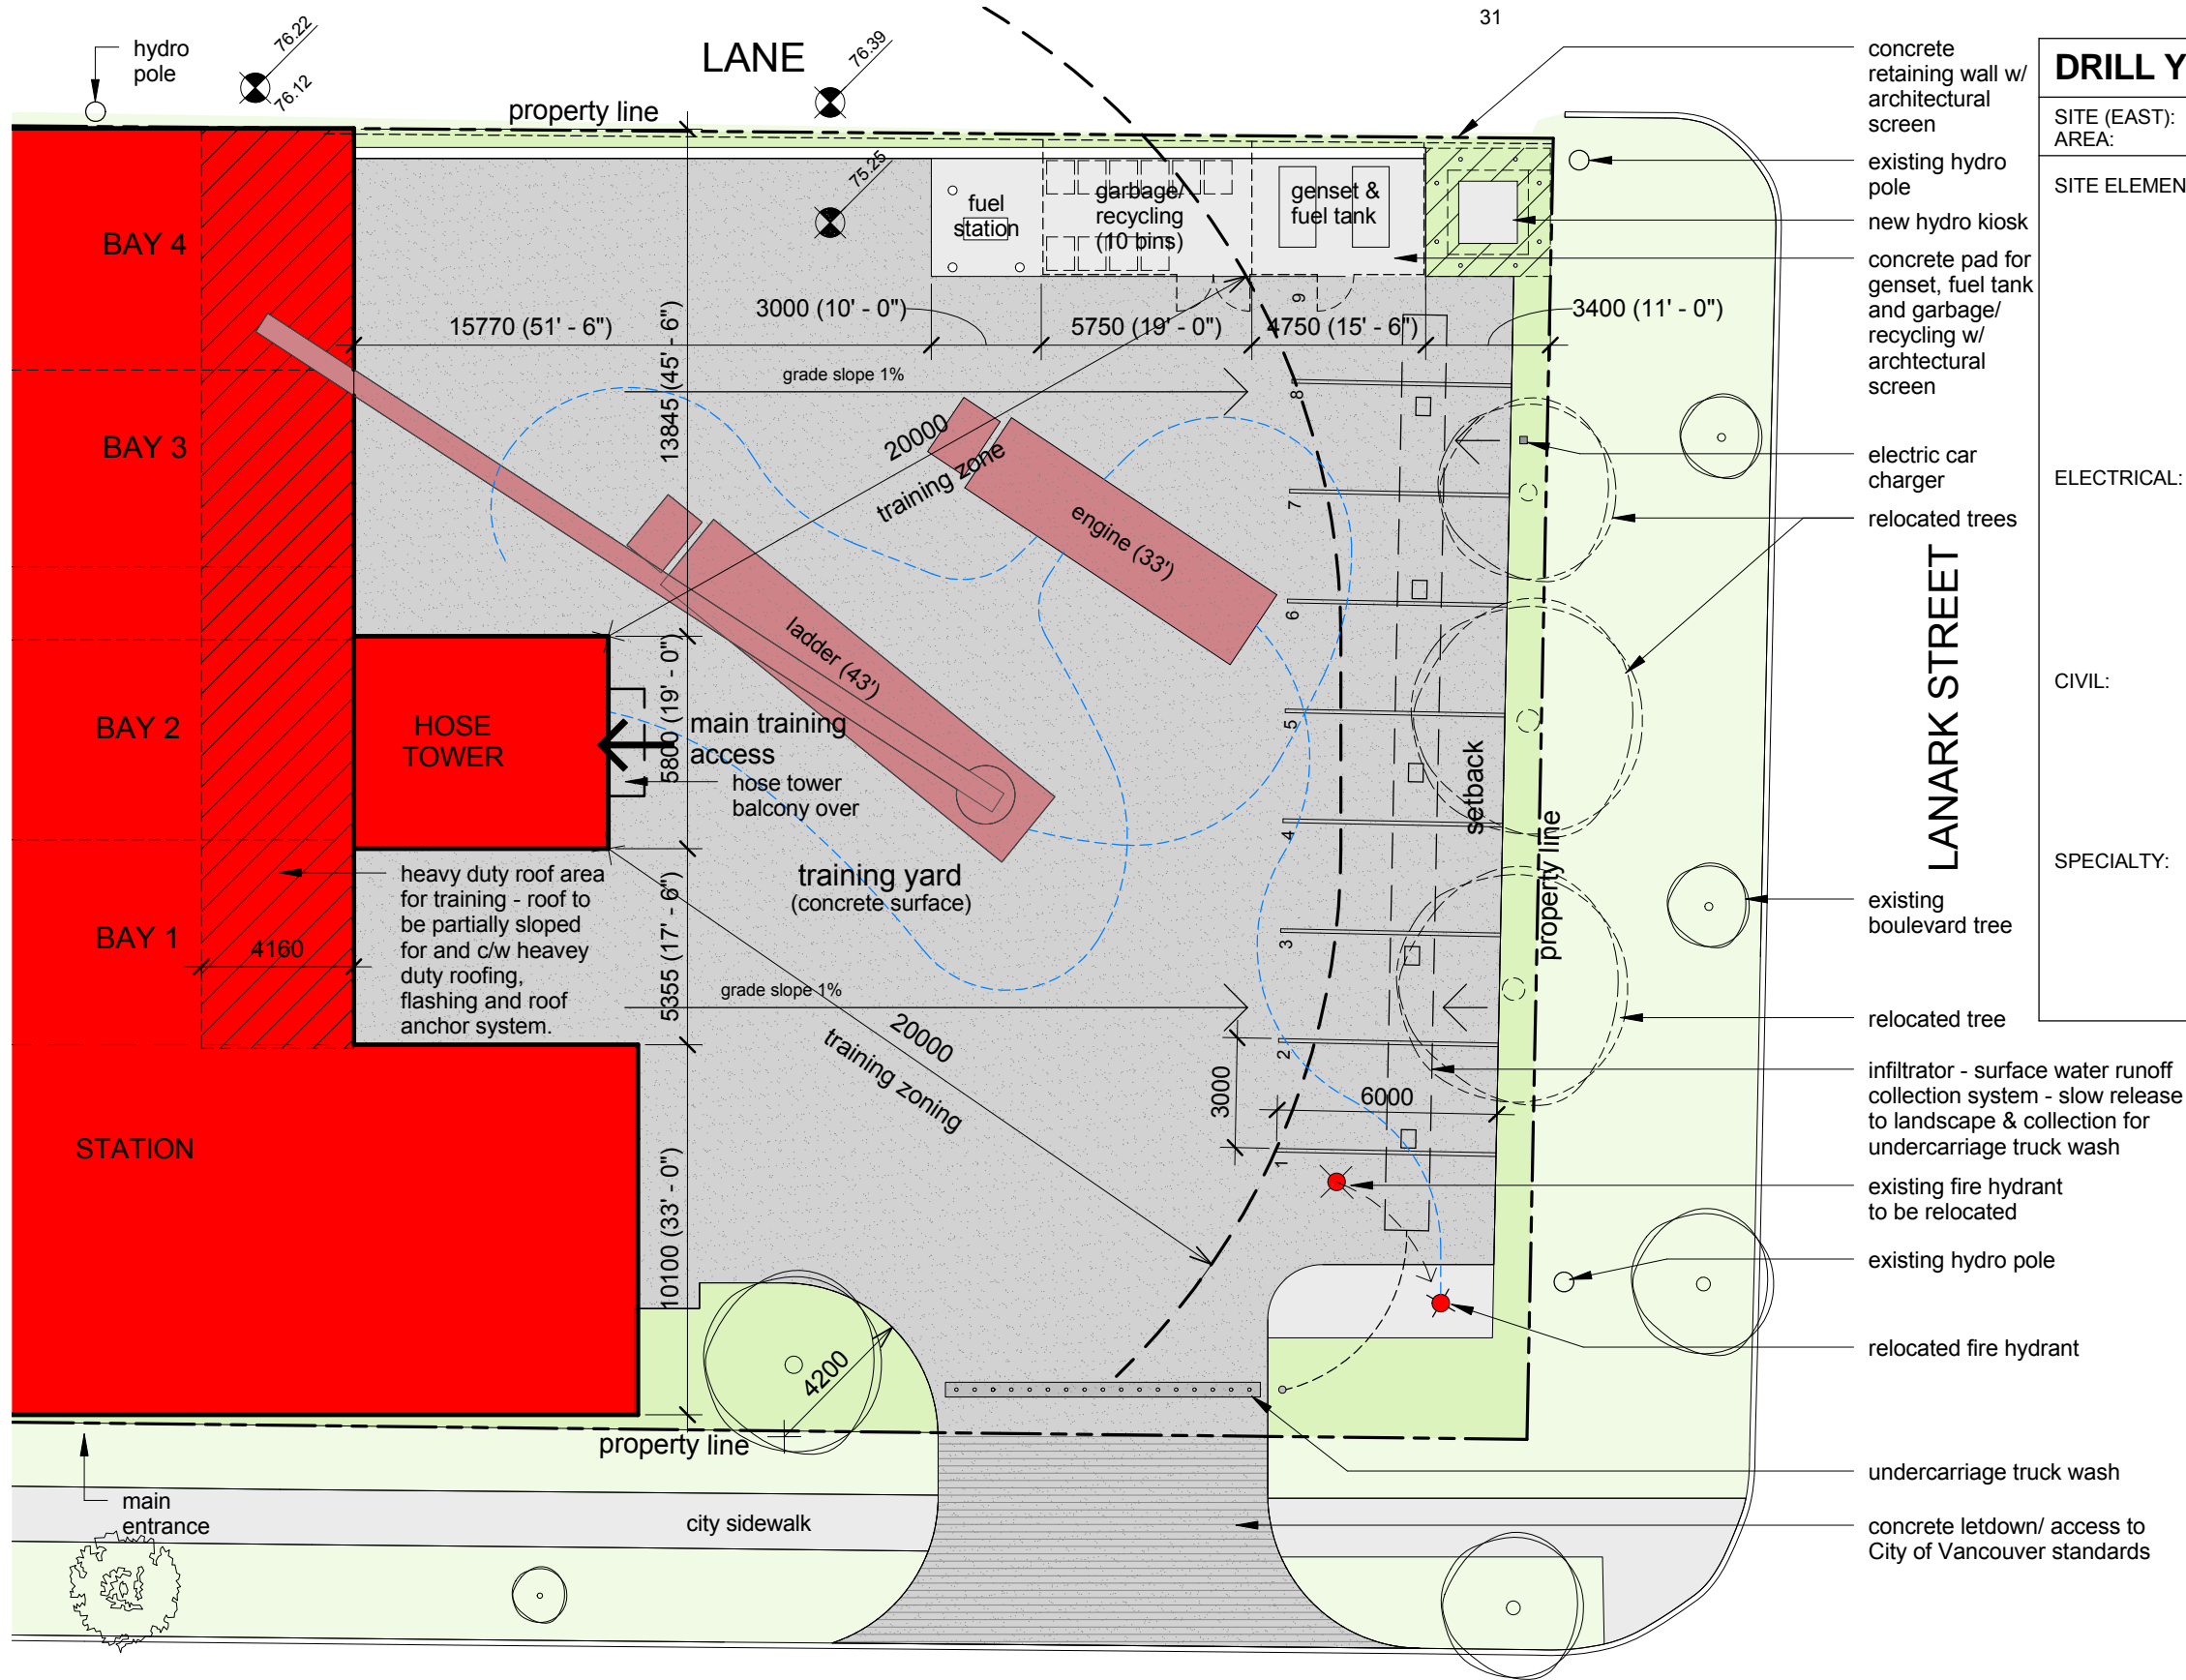 31
hydro
pole
76.22
76.12
LANE
76.39
property line
75.25
fuel
station
garbage/
recycling
(10 bins)
genset &
fuel tank
BAY 4
BAY 3
BAY 2
BAY 1
STATION
HOSE
TOWER
15770 (51' - 6")
3000 (10' - 0")
5750 (19' - 0")
4750 (15' - 6")
3400 (11' - 0")
13845 (45' - 6")
grade slope 1%
20000
training zone
engine (33')
ladder (43')
5800 (19' - 0")
main training
access
hose tower
balcony over
training yard
(concrete surface)
heavy duty roof area
for training - roof to
be partially sloped
for and c/w heavey
duty roofing,
flashing and roof
anchor system.
4160
5355 (17' - 6")
grade slope 1%
20000
training zoning
10100 (33' - 0")
3000
6000
9
8
7
6
5
4
3
2
1
setback
property line
4200
property line
main
entrance
city sidewalk
concrete
retaining wall w/
architectural
screen
existing hydro
pole
new hydro kiosk
concrete pad for
genset, fuel tank
and garbage/
recycling w/
archtectural
screen
electric car
charger
relocated trees
LANARK STREET
existing
boulevard tree
relocated tree
infiltrator - surface water runoff
collection system - slow release
to landscape & collection for
undercarriage truck wash
existing fire hydrant
to be relocated
existing hydro pole
relocated fire hydrant
undercarriage truck wash
concrete letdown/ access to
City of Vancouver standards
DRILL Y
SITE (EAST):
AREA:
SITE ELEMEN
ELECTRICAL:
CIVIL:
SPECIALTY: